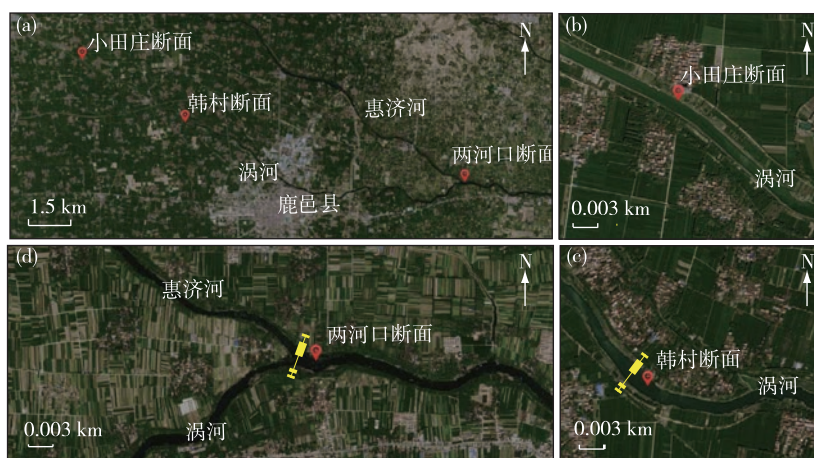 (a)
N
小田庄断面
韩村断面
惠济河
涡河
两河口断面
鹿邑县
1.5 km
(b)
N
小田庄断面
涡河
0.003 km
(d)
N
惠济河
两河口断面
涡河
0.003 km
(c)
N
韩村断面
涡河
0.003 km